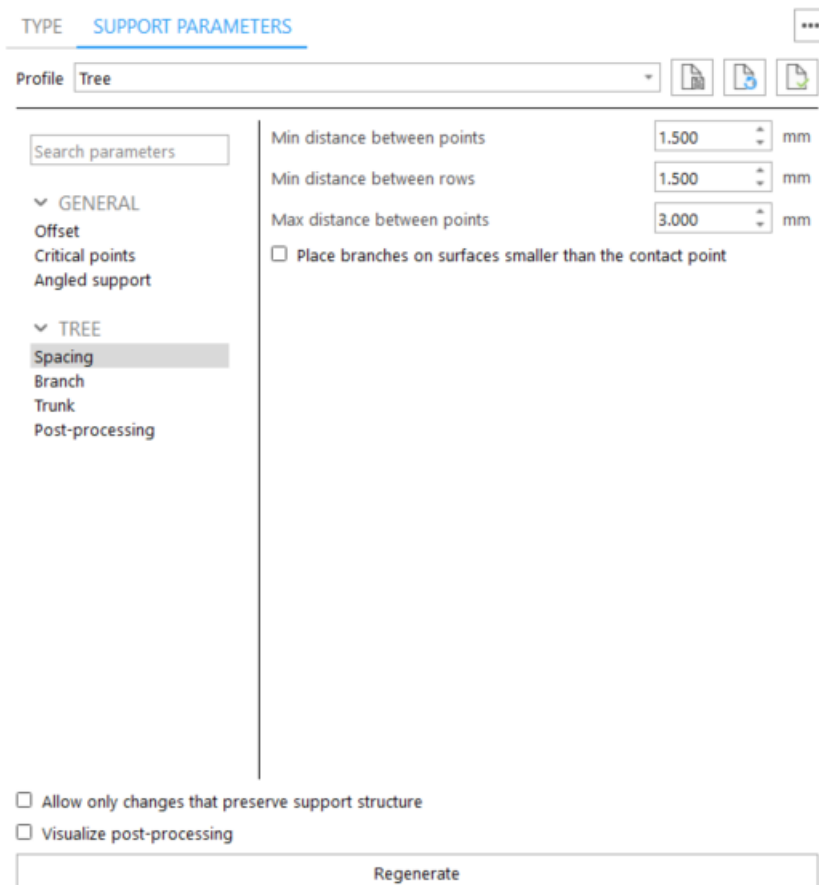 TYPE SUPPORT PARAMETERS ...
Profile Tree
Search parameters
GENERAL
Offset
Critical points
Angled support
TREE
Spacing
Branch
Trunk
Post-processing
Min distance between points 1.500 mm
Min distance between rows 1.500 mm
Max distance between points 3.000 mm
Place branches on surfaces smaller than the contact point
Allow only changes that preserve support structure
Visualize post-processing
Regenerate